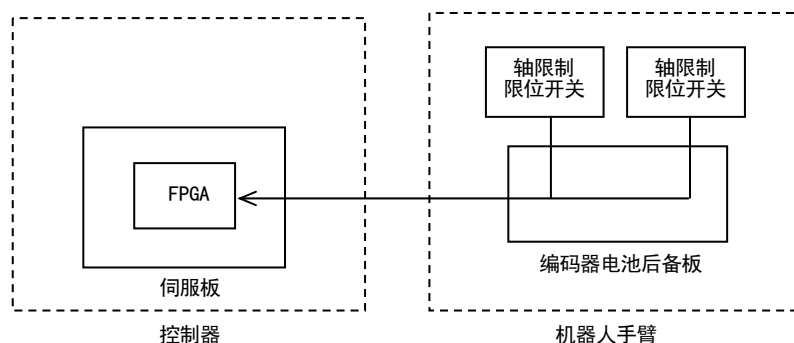 轴限制
限位开关
轴限制
限位开关
FPGA
伺服板
编码器电池后备板
控制器
机器人手臂